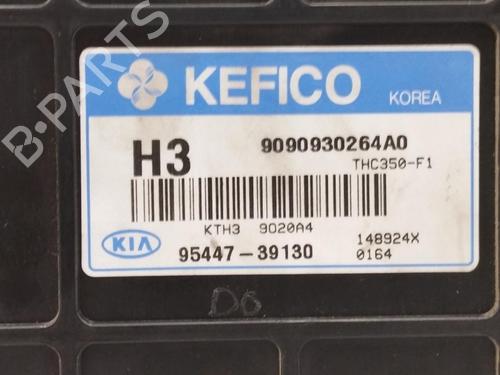 KEFICO KOREA
H3 9090930264A0
THC350-F1
KTH3 9020A4
KIA 95447-39130 148924X
0164
D6
B-PARTS